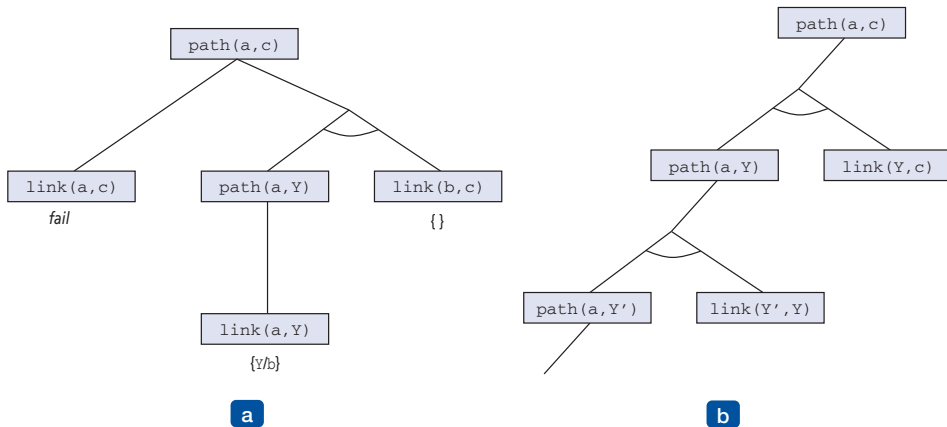 path(a,c)
link(a,c)
fail
path(a,Y)
link(b,c)
{ }
link(a,Y)
{Y/b}
a
path(a,c)
path(a,Y)
link(Y,c)
path(a,Y’)
link(Y’,Y)
b